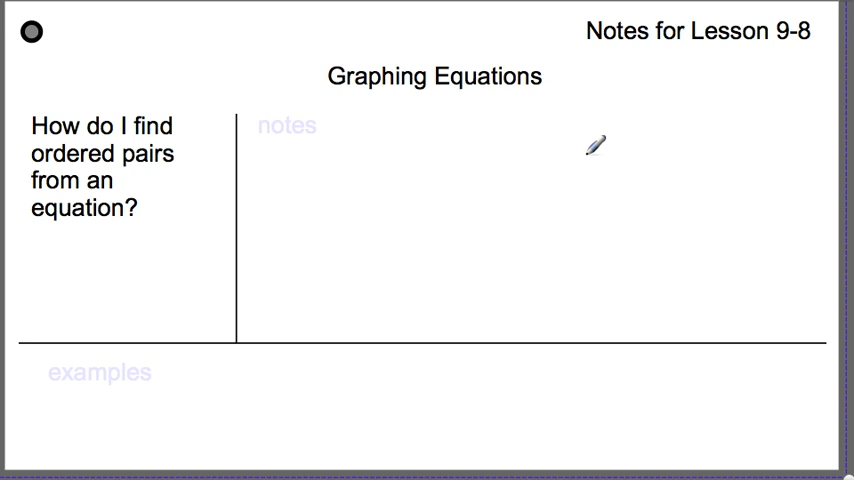 Notes for Lesson 9-8
Graphing Equations
How do I find
ordered pairs
from an
equation?
notes
examples